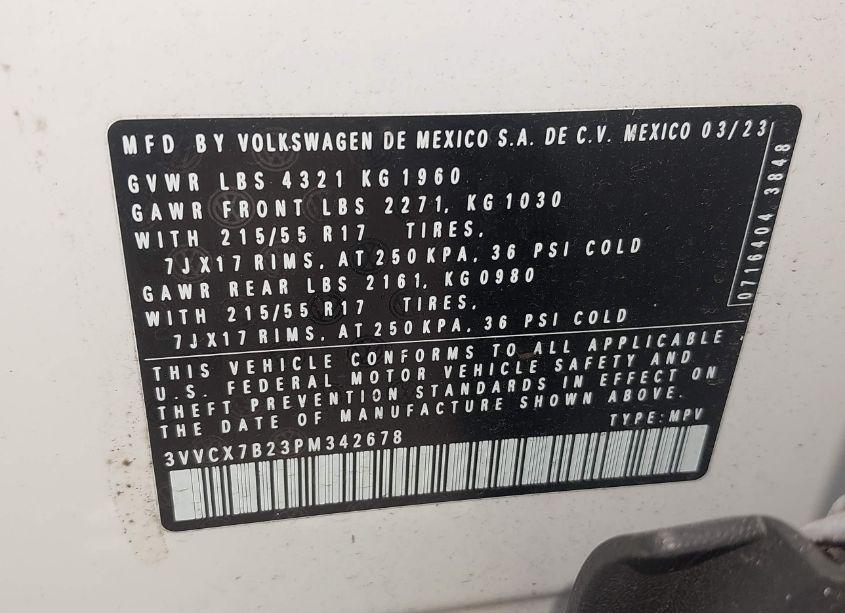 MFD BY VOLKSWAGEN DE MEXICO S.A. DE C.V. MEXICO 03/23
GVWR LBS 4321 KG 1960
GAWR FRONT LBS 2271, KG 1030
WITH 215/55 R17 TIRES,
7JX17 RIMS, AT 250 KPA, 36 PSI COLD
GAWR REAR LBS 2161, KG 0980
WITH 215/55 R17 TIRES,
7JX17 RIMS, AT 250 KPA, 36 PSI COLD
THIS VEHICLE CONFORMS TO ALL APPLICABLE
U.S. FEDERAL MOTOR VEHICLE SAFETY AND
THEFT PREVENTION STANDARDS IN EFFECT ON
THE DATE OF MANUFACTURE SHOWN ABOVE.
TYPE: MPV
3VVCX7B23PM342678
0716404 3848